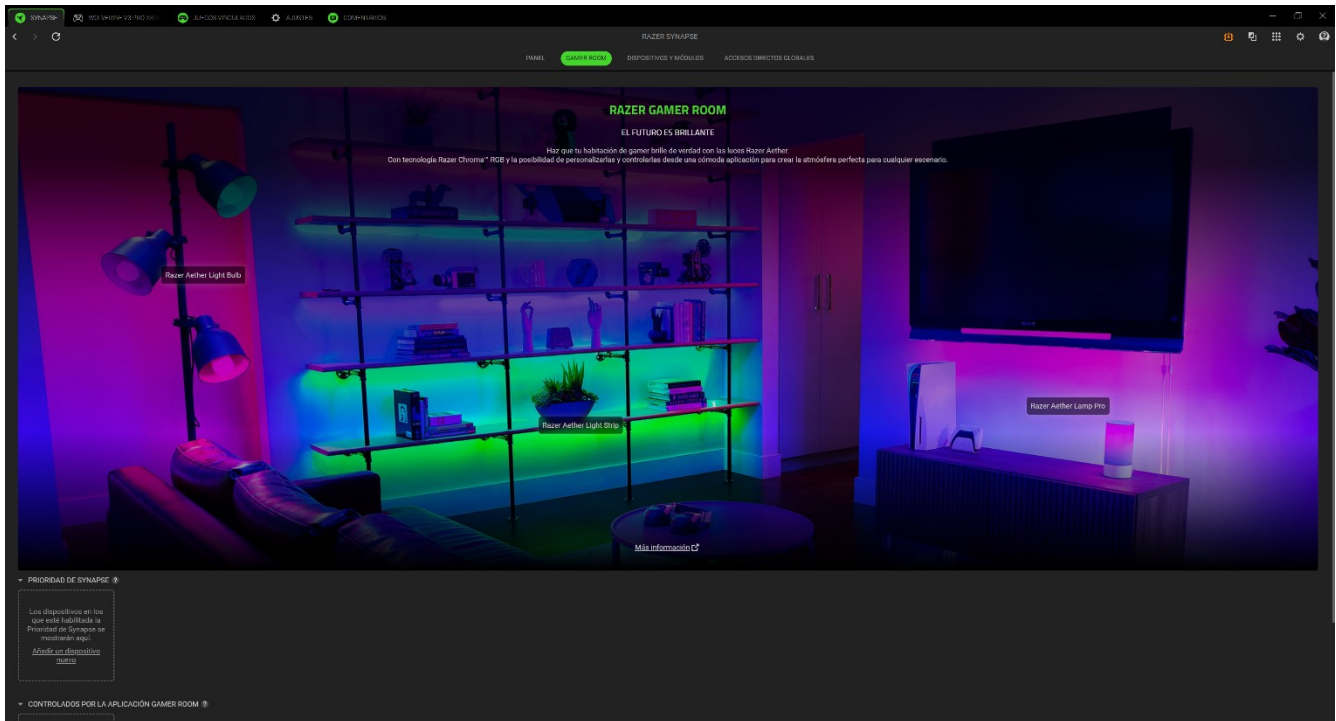 SYNAPSE
WOLVERINE V3 PRO
JUEGOS VINCULADOS
AJUSTES
COMENTARIOS
RAZER SYNAPSE
PANEL
GAMER ROOM
DISPOSITIVOS Y MÓDULOS
ACCESOS DIRECTOS GLOBALES
RAZER GAMER ROOM
EL FUTURO ES BRILLANTE
Haz que tu habitación de gamer brille de verdad con las luces Razer Aether.
Con tecnología Razer Chroma™ RGB y la posibilidad de personalizarlas y controlarlas desde una cómoda aplicación para crear la atmósfera perfecta para cualquier escenario.
Razer Aether Light Bulb
Razer Aether Lamp Pro
Razer Aether Light Strip
Más información
PRIORIDAD DE SYNAPSE ?
Los dispositivos en los
que esté habilitada la
Prioridad de Synapse se
mostrarán aquí.
Añadir un dispositivo
nuevo
CONTROLADOS POR LA APLICACIÓN GAMER ROOM ?